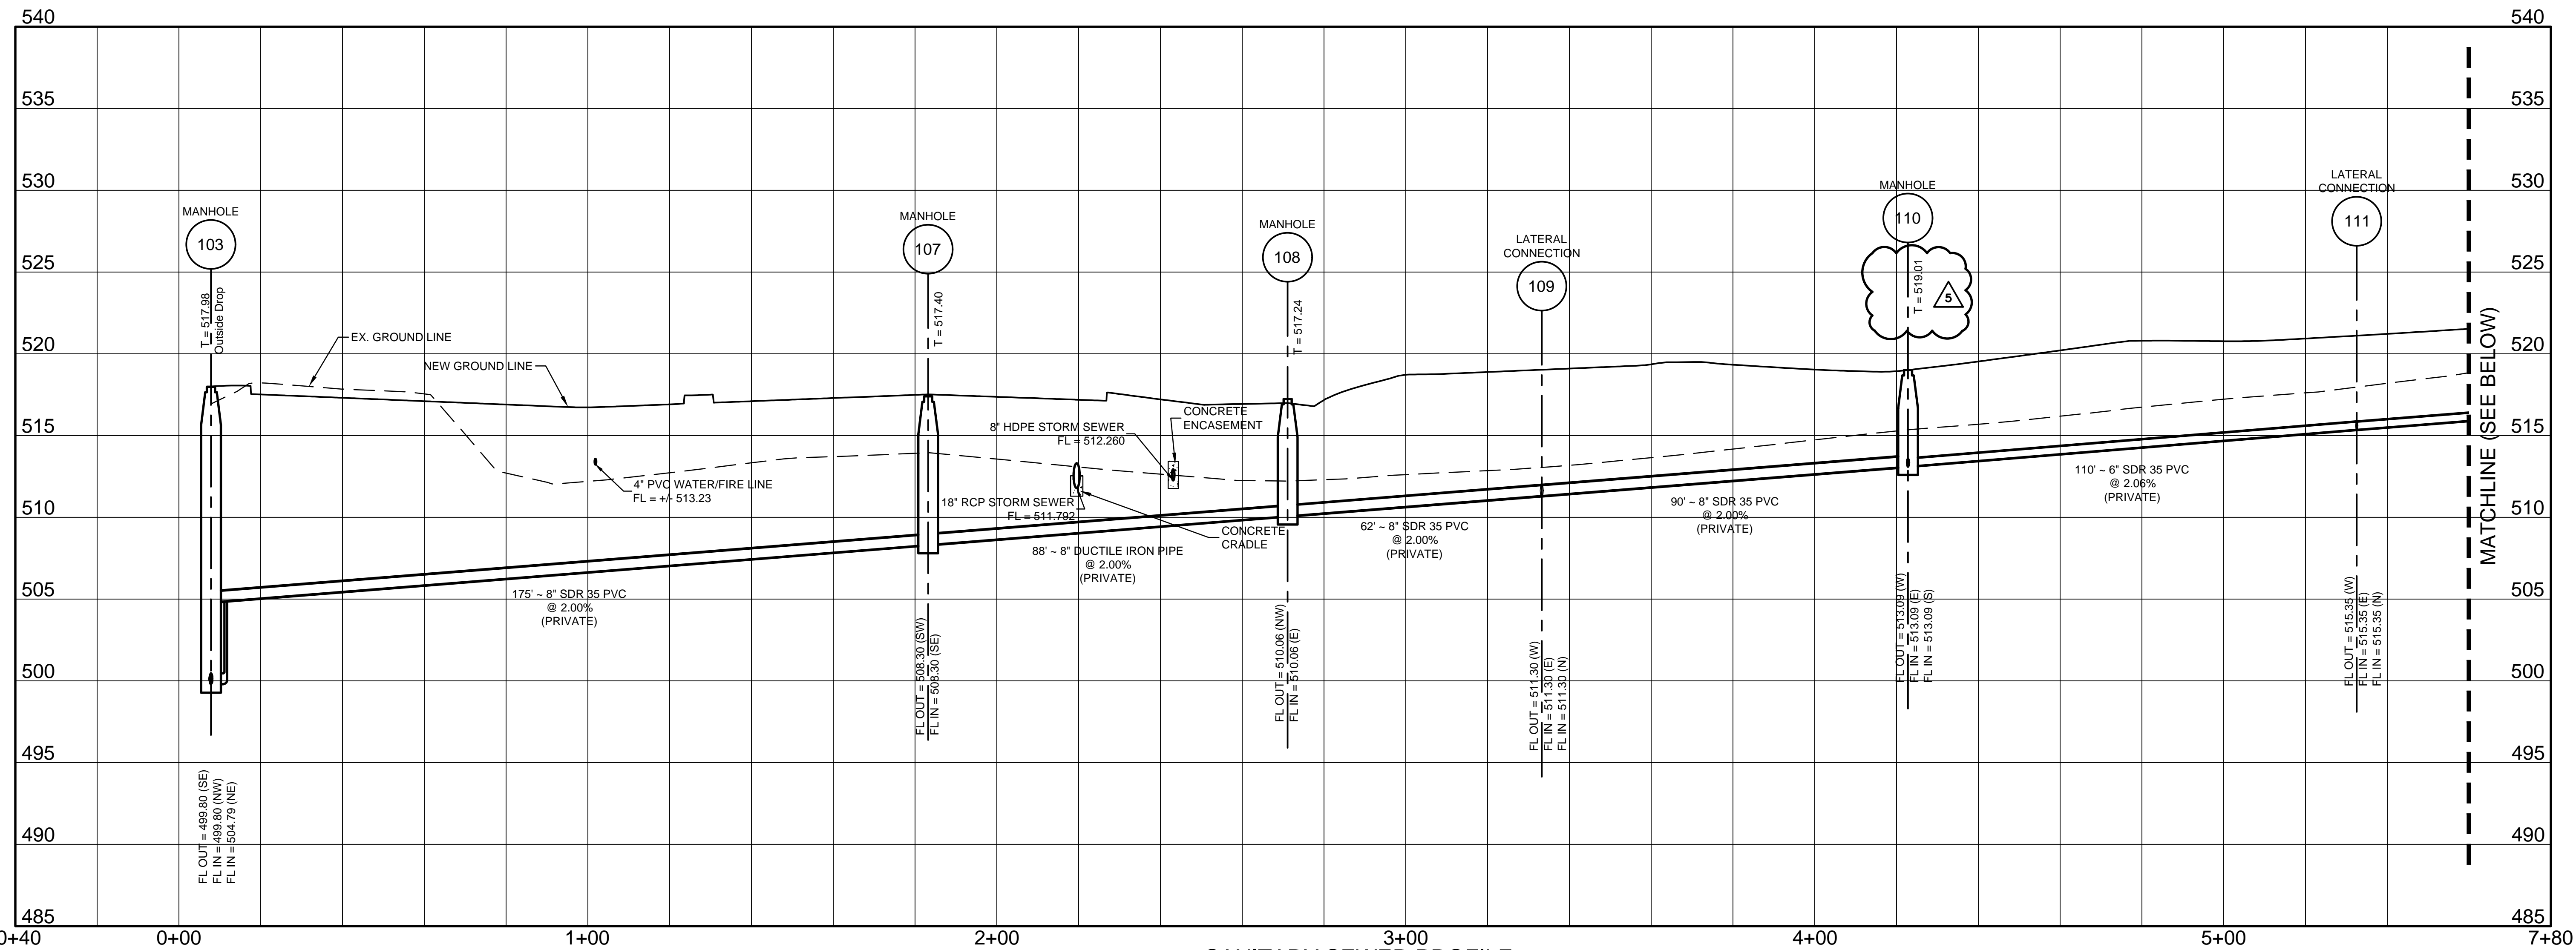 540
540
535
535
530
530
525
525
520
520
515
515
510
510
505
505
500
500
495
495
490
490
485
485
0+40
0+00
1+00
2+00
3+00
4+00
5+00
7+80
MANHOLE
103
T = 517.98
Outside Drop
EX. GROUND LINE
NEW GROUND LINE
4" PVC WATER/FIRE LINE
FL = +/- 513.23
175' ~ 8" SDR 35 PVC
@ 2.00%
(PRIVATE)
FL OUT = 499.80 (SE)
FL IN = 499.80 (NW)
FL IN = 504.79 (NE)
MANHOLE
107
T = 517.40
FL OUT = 508.30 (SW)
FL IN = 508.30 (SE)
8" HDPE STORM SEWER
FL = 512.260
CONCRETE
ENCASEMENT
18" RCP STORM SEWER
FL = 511.792
CONCRETE
CRADLE
88' ~ 8" DUCTILE IRON PIPE
@ 2.00%
(PRIVATE)
MANHOLE
108
T = 517.24
FL OUT = 510.06 (NW)
FL IN = 510.06 (E)
62' ~ 8" SDR 35 PVC
@ 2.00%
(PRIVATE)
LATERAL
CONNECTION
109
FL OUT = 511.30 (W)
FL IN = 511.30 (E)
FL IN = 511.30 (N)
90' ~ 8" SDR 35 PVC
@ 2.00%
(PRIVATE)
MANHOLE
110
T = 519.01
5
FL OUT = 513.09 (W)
FL IN = 513.09 (E)
FL IN = 513.09 (S)
110' ~ 6" SDR 35 PVC
@ 2.06%
(PRIVATE)
LATERAL
CONNECTION
111
FL OUT = 515.35 (W)
FL IN = 515.35 (E)
FL IN = 515.35 (N)
MATCHLINE (SEE BELOW)
SANITARY SEWER PROFILE